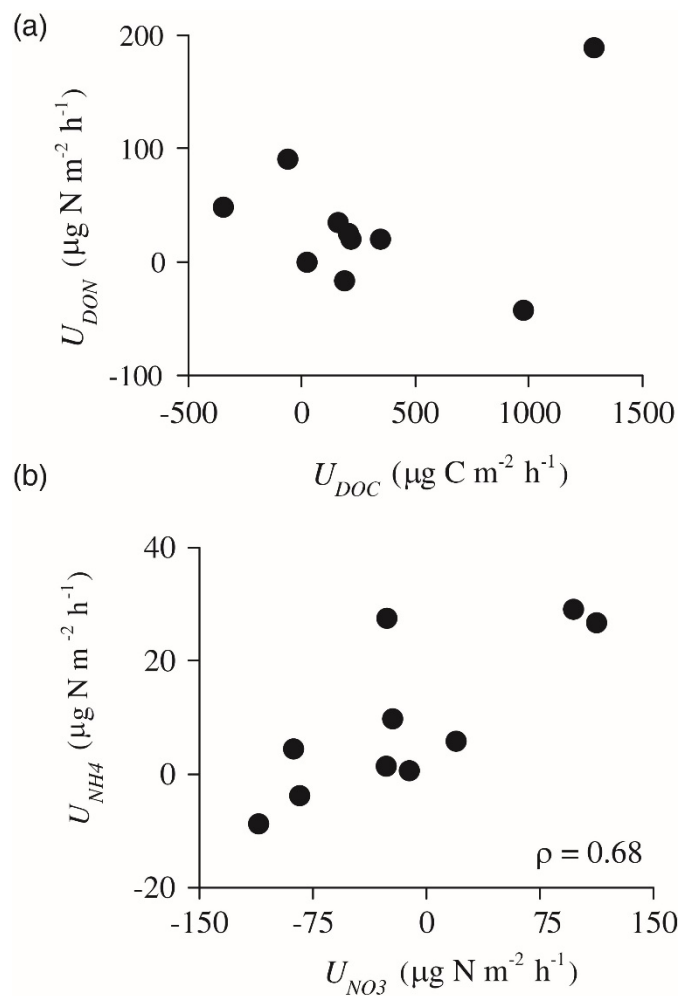 (a)
200
100
0
-100
U_DON (µg N m⁻² h⁻¹)
-500 0 500 1000 1500
U_DOC (µg C m⁻² h⁻¹)
(b)
40
20
0
-20
U_NH4 (µg N m⁻² h⁻¹)
ρ = 0.68
-150 -75 0 75 150
U_NO3 (µg N m⁻² h⁻¹)